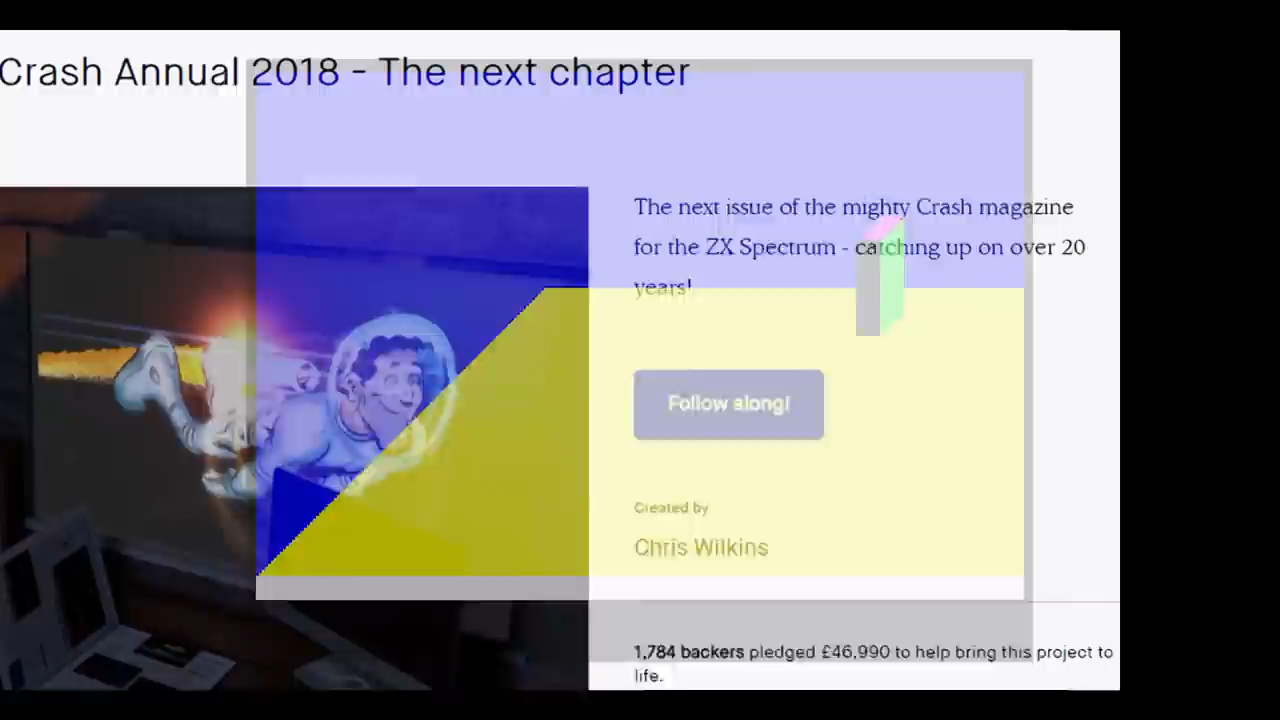 Crash Annual 2018 - The next chapter
The next issue of the mighty Crash magazine
for the ZX Spectrum - catching up on over 20
years!
Follow along!
Created by
Chris Wilkins
1,784 backers pledged £46,990 to help bring this project to
life.